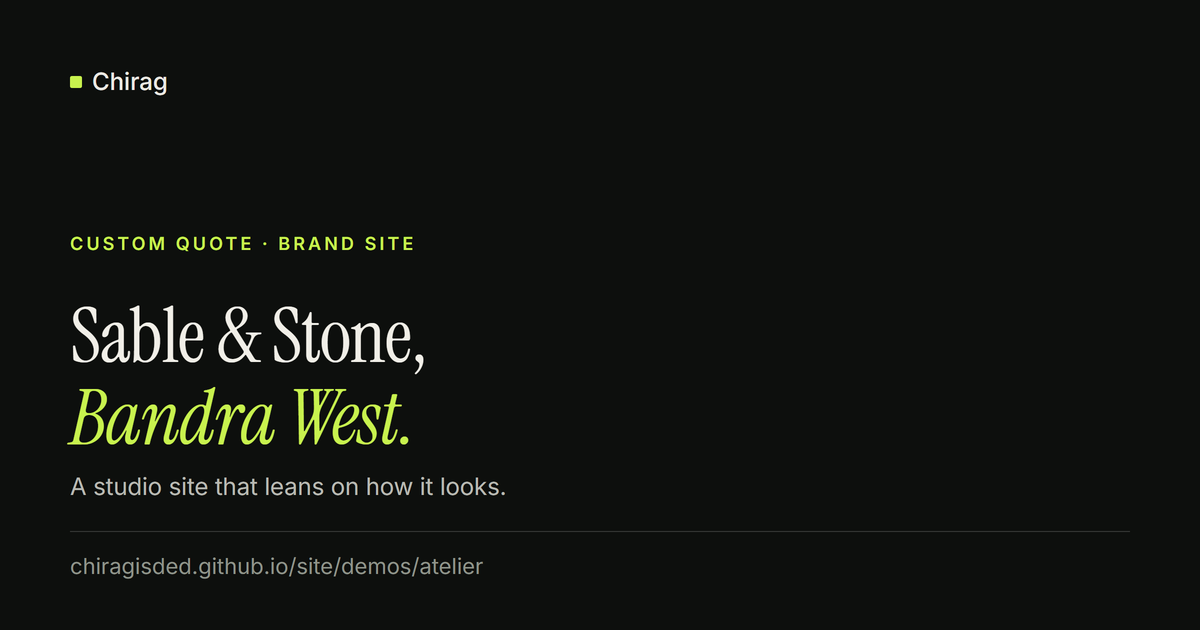 Chirag
CUSTOM QUOTE · BRAND SITE
Sable & Stone,
Bandra West.
A studio site that leans on how it looks.
chiragisded.github.io/site/demos/atelier